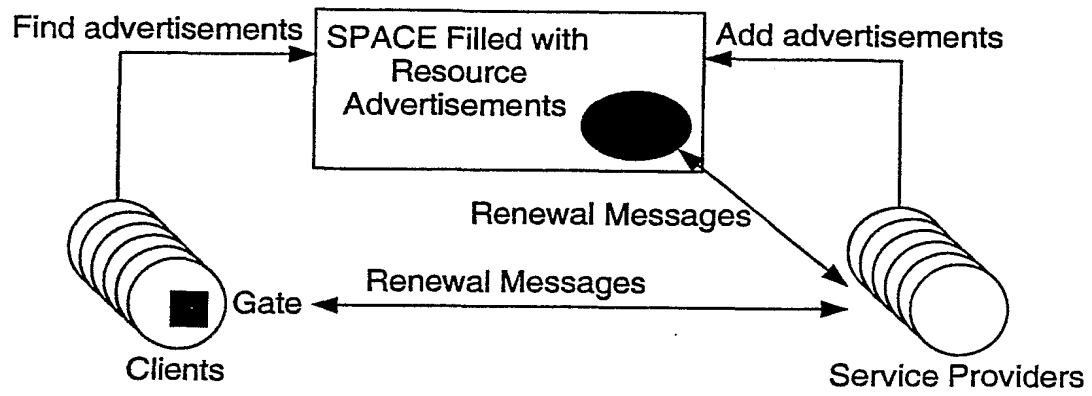 Find advertisements
SPACE Filled with
Resource
Advertisements
Add advertisements
Renewal Messages
Renewal Messages
Gate
Clients
Service Providers